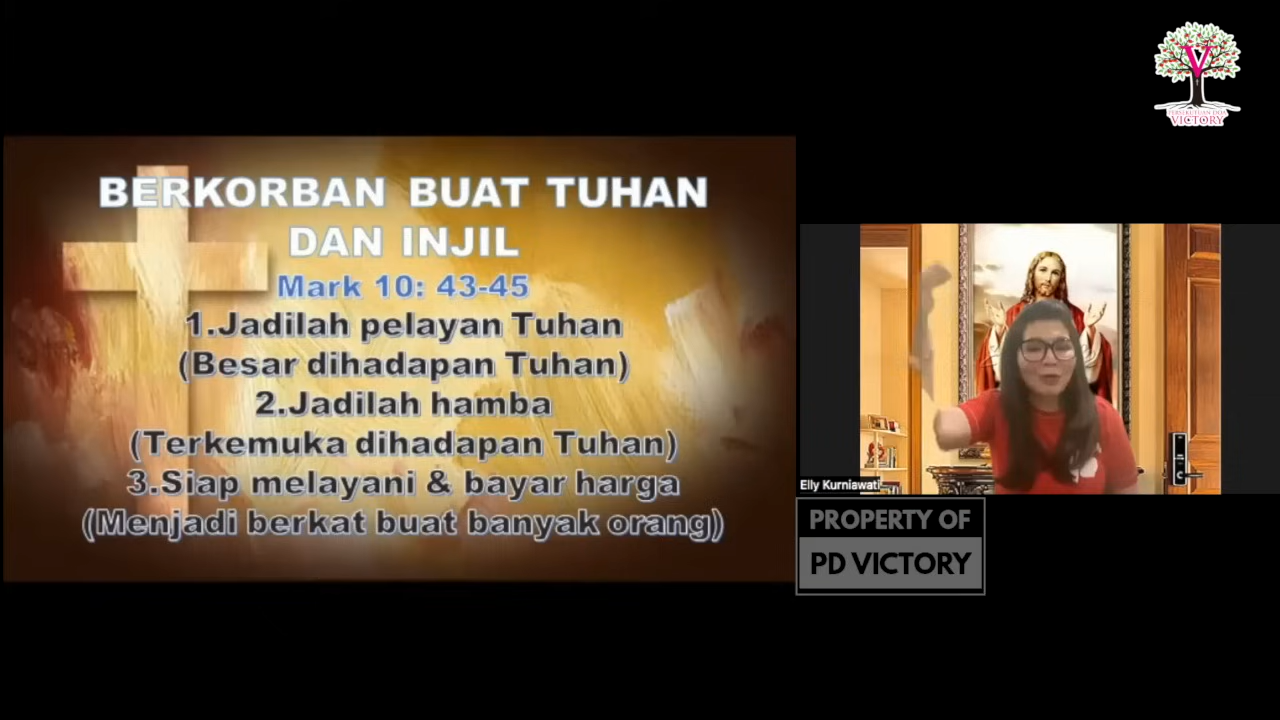 BERKORBAN BUAT TUHAN
DAN INJIL
Mark 10: 43-45
1.Jadilah pelayan Tuhan
(Besar dihadapan Tuhan)
2.Jadilah hamba
(Terkemuka dihadapan Tuhan)
3.Siap melayani & bayar harga
(Menjadi berkat buat banyak orang)
V
PERSEKUTUAN DOA
VICTORY
Elly Kurniawati
PROPERTY OF
PD VICTORY